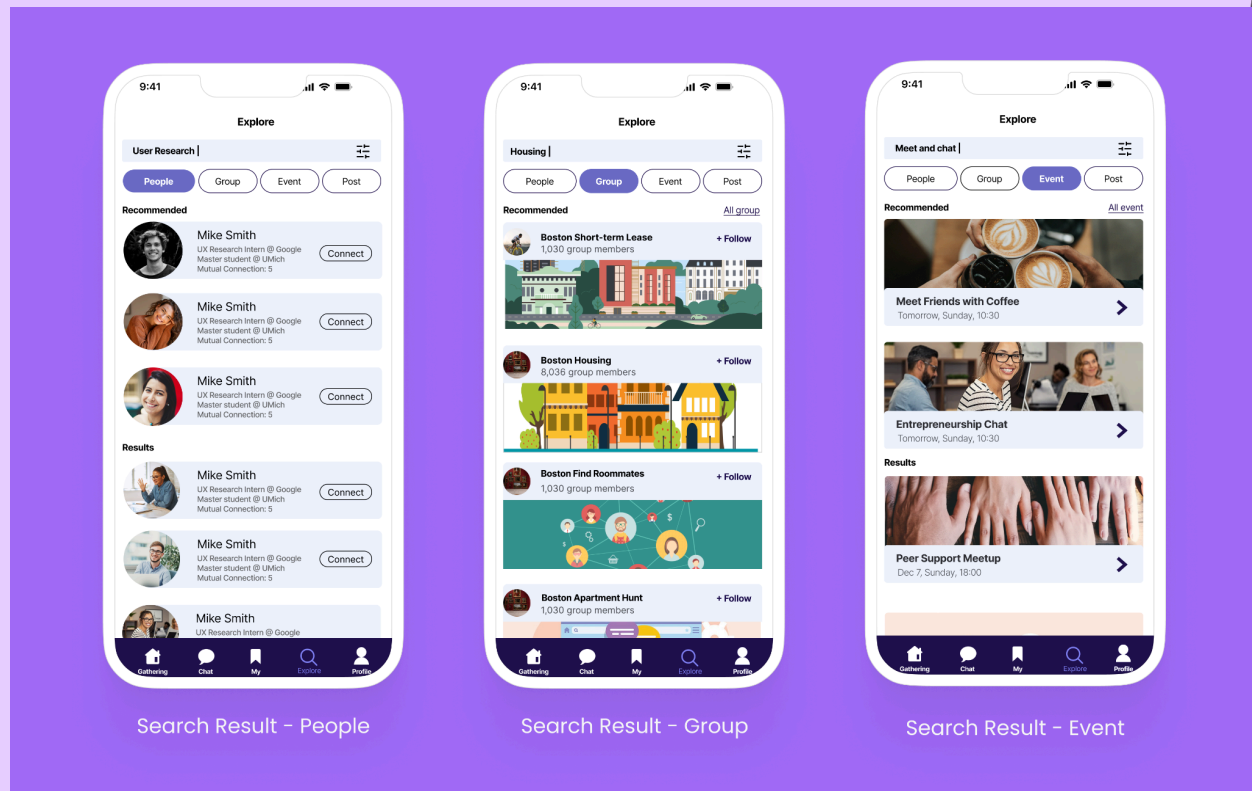 9:41
Explore
User Research
People Group Event Post
Recommended
Mike Smith
UX Research Intern @ Google
Master student @ UMich
Mutual Connection: 5
Connect
Mike Smith
UX Research Intern @ Google
Master student @ UMich
Mutual Connection: 5
Connect
Mike Smith
UX Research Intern @ Google
Master student @ UMich
Mutual Connection: 5
Connect
Results
Mike Smith
UX Research Intern @ Google
Master student @ UMich
Mutual Connection: 5
Connect
Mike Smith
UX Research Intern @ Google
Master student @ UMich
Mutual Connection: 5
Connect
Mike Smith
UX Research Intern @ Google
Gathering Chat My Explore Profile
Search Result - People
9:41
Explore
Housing
People Group Event Post
Recommended All group
Boston Short-term Lease + Follow
1,030 group members
Boston Housing + Follow
8,036 group members
Boston Find Roommates + Follow
1,030 group members
Boston Apartment Hunt + Follow
1,030 group members
Gathering Chat My Explore Profile
Search Result - Group
9:41
Explore
Meet and chat
People Group Event Post
Recommended All event
Meet Friends with Coffee
Tomorrow, Sunday, 10:30
Entrepreneurship Chat
Tomorrow, Sunday, 10:30
Results
Peer Support Meetup
Dec 7, Sunday, 18:00
Gathering Chat My Explore Profile
Search Result - Event